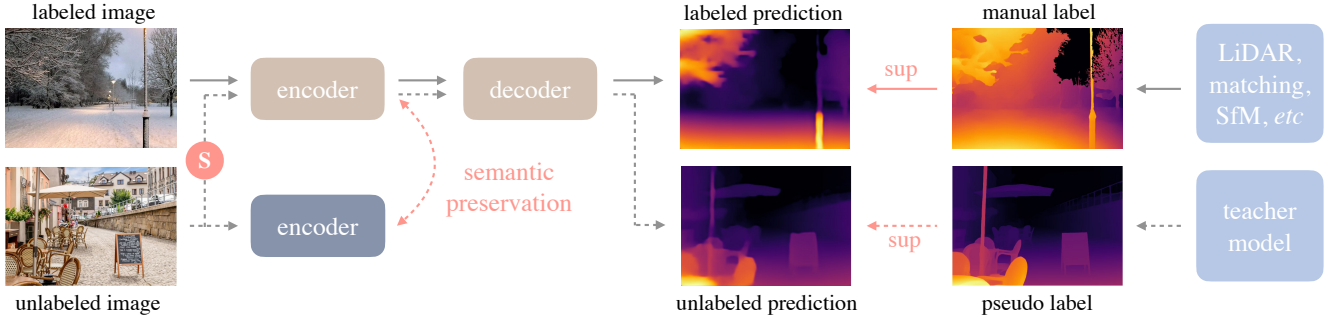 labeled image
labeled prediction
manual label
encoder
decoder
sup
LiDAR,
matching,
SfM, etc
S
semantic
preservation
encoder
sup
teacher
model
unlabeled image
unlabeled prediction
pseudo label